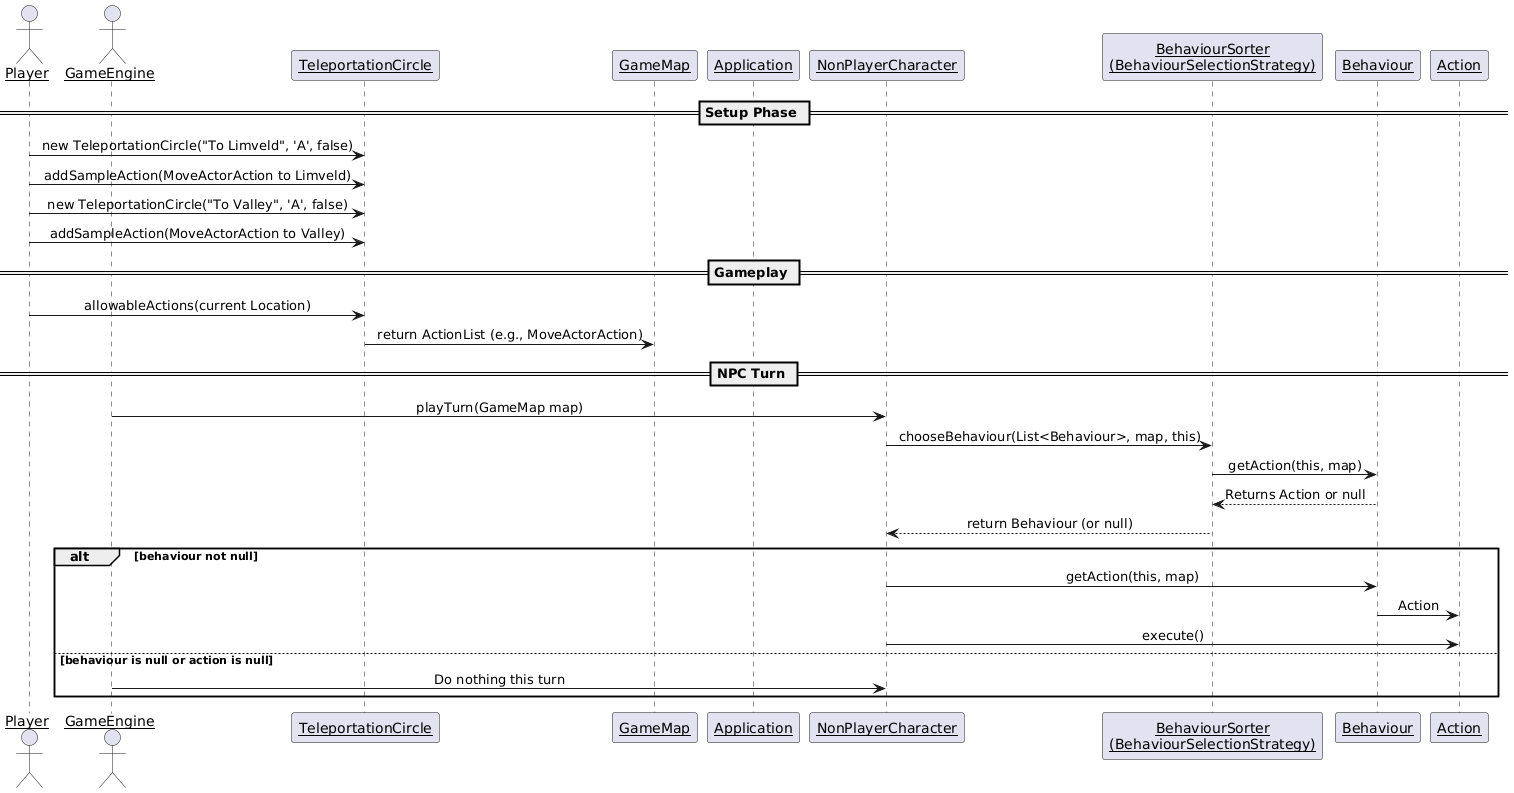 Player
GameEngine
TeleportationCircle
GameMap
Application
NonPlayerCharacter
BehaviourSorter
(BehaviourSelectionStrategy)
Behaviour
Action
Setup Phase
new TeleportationCircle("To Limveld", 'A', false)
addSampleAction(MoveActorAction to Limveld)
new TeleportationCircle("To Valley", 'A', false)
addSampleAction(MoveActorAction to Valley)
Gameplay
allowableActions(current Location)
return ActionList (e.g., MoveActorAction)
NPC Turn
playTurn(GameMap map)
chooseBehaviour(List<Behaviour>, map, this)
getAction(this, map)
Returns Action or null
return Behaviour (or null)
alt
[behaviour not null]
getAction(this, map)
Action
execute()
[behaviour is null or action is null]
Do nothing this turn
Player
GameEngine
TeleportationCircle
GameMap
Application
NonPlayerCharacter
BehaviourSorter
(BehaviourSelectionStrategy)
Behaviour
Action